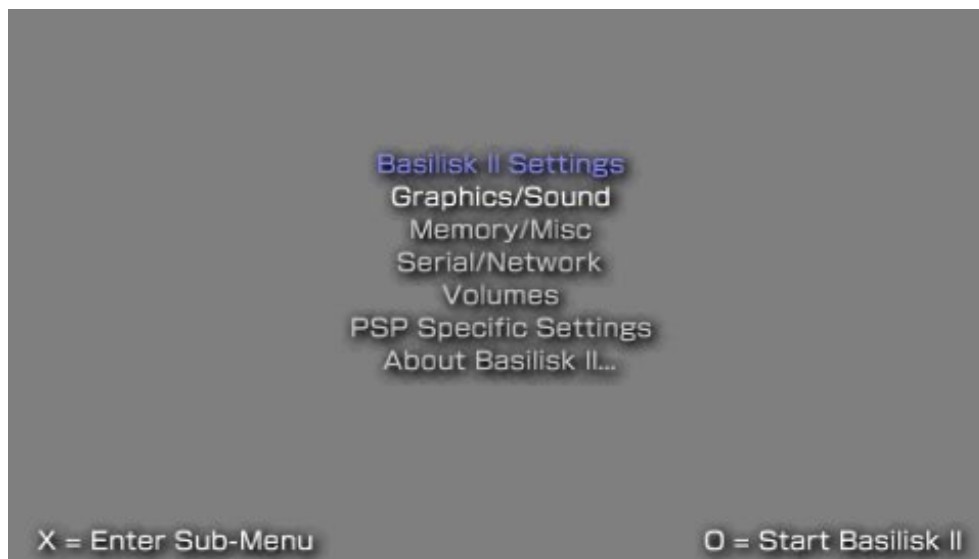 Basilisk II Settings
Graphics/Sound
Memory/Misc
Serial/Network
Volumes
PSP Specific Settings
About Basilisk II...
X = Enter Sub-Menu
O = Start Basilisk II